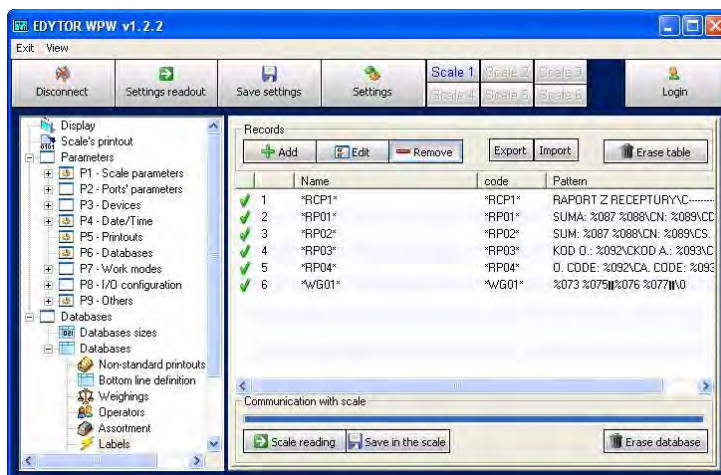 EDYTOR WPW v1.2.2
Exit View
Disconnect Settings readout Save settings Settings Scale 1 Scale 2 Scale 3 Login
Scale 4 Scale 5 Scale 6
Display
Scale's printout
Parameters
P1 - Scale parameters
P2 - Ports' parameters
P3 - Devices
P4 - Date/Time
P5 - Printouts
P6 - Databases
P7 - Work modes
P8 - I/O configuration
P9 - Others
Databases
Databases sizes
Databases
Non-standard printouts
Bottom line definition
Weighings
Operators
Assortment
Labels
Records
Add Edit Remove Export Import Erase table
Name code Pattern
1 *RCP1* *RCP1* RAPORT Z RECEPTURY\C---------
2 *RP01* *RP01* SUMA: %087 %088\CN: %089\CD
3 *RP02* *RP02* SUM: %087 %088\CN: %089\CS.
4 *RP03* *RP03* KOD O.: %092\CKOD A.: %093\C
5 *RP04* *RP04* O. CODE: %092\CA. CODE: %093
6 *WG01* *WG01* %073 %075||%076 %077||\0
Communication with scale
Scale reading Save in the scale Erase database